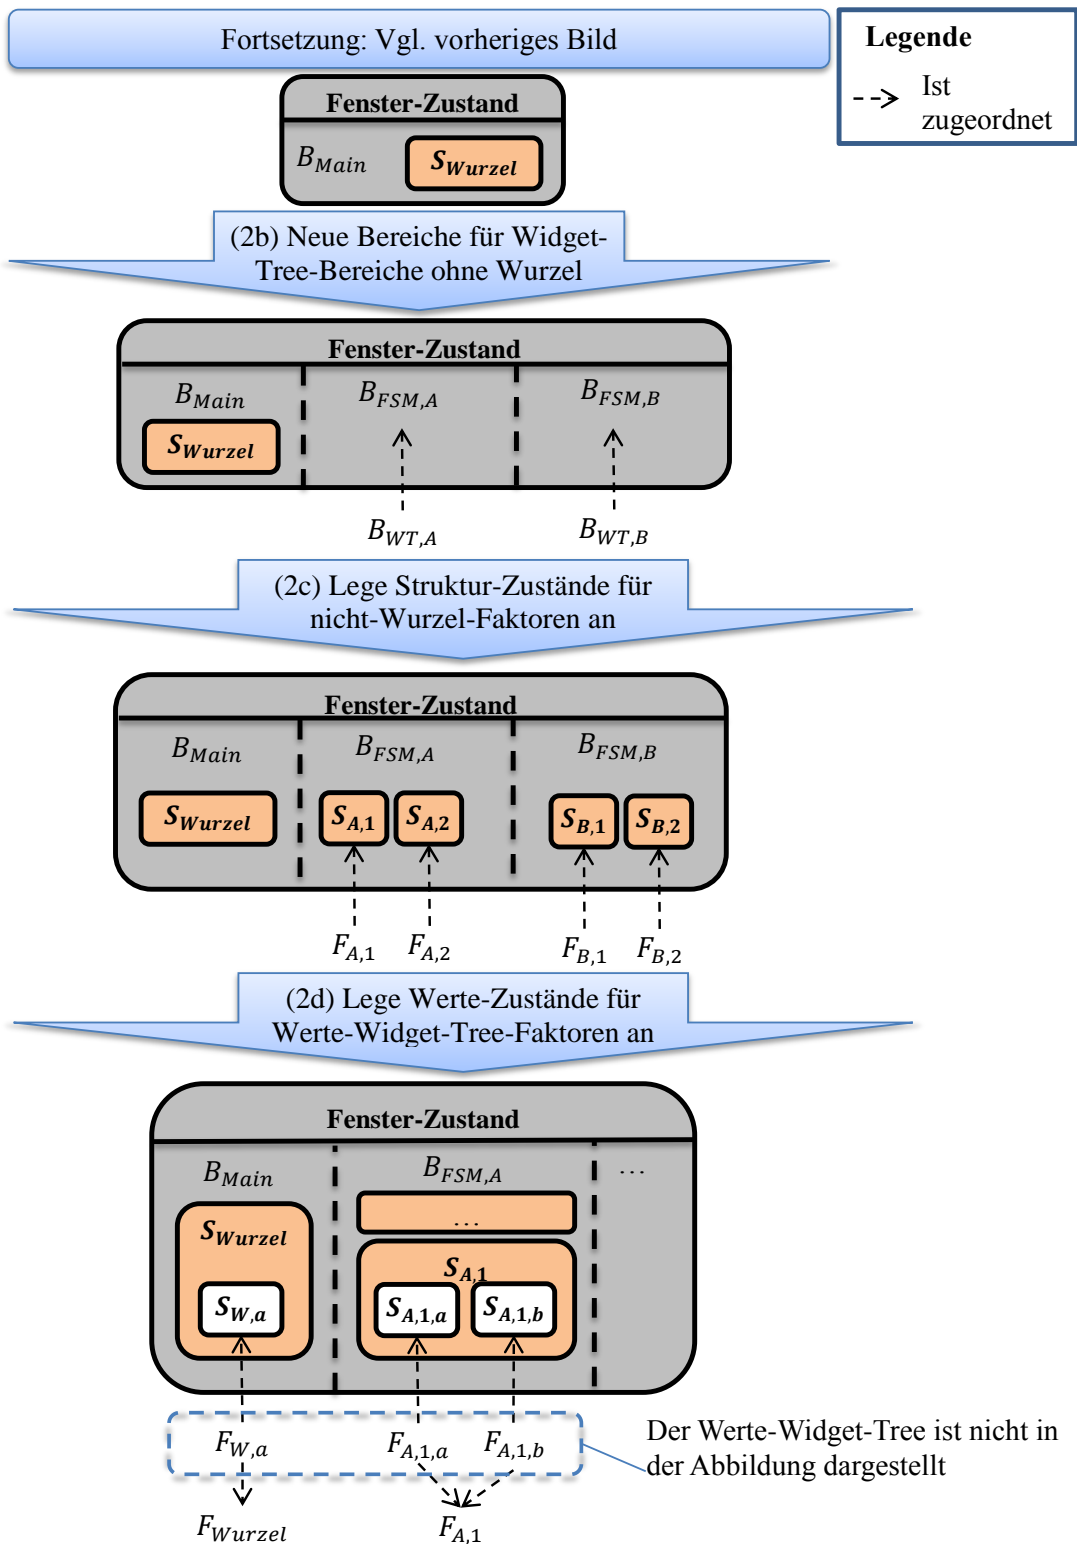 Fortsetzung: Vgl. vorheriges Bild
Legende
Ist
zugeordnet
Fenster-Zustand
B_Main
S_Wurzel
(2b) Neue Bereiche für Widget-
Tree-Bereiche ohne Wurzel
Fenster-Zustand
B_Main B_FSM,A B_FSM,B
S_Wurzel
B_WT,A B_WT,B
(2c) Lege Struktur-Zustände für
nicht-Wurzel-Faktoren an
Fenster-Zustand
B_Main B_FSM,A B_FSM,B
S_Wurzel S_A,1 S_A,2 S_B,1 S_B,2
F_A,1 F_A,2 F_B,1 F_B,2
(2d) Lege Werte-Zustände für
Werte-Widget-Tree-Faktoren an
Fenster-Zustand
B_Main B_FSM,A ...
...
S_Wurzel
S_A,1
S_W,a S_A,1,a S_A,1,b
F_W,a F_A,1,a F_A,1,b
Der Werte-Widget-Tree ist nicht in
der Abbildung dargestellt
F_Wurzel F_A,1